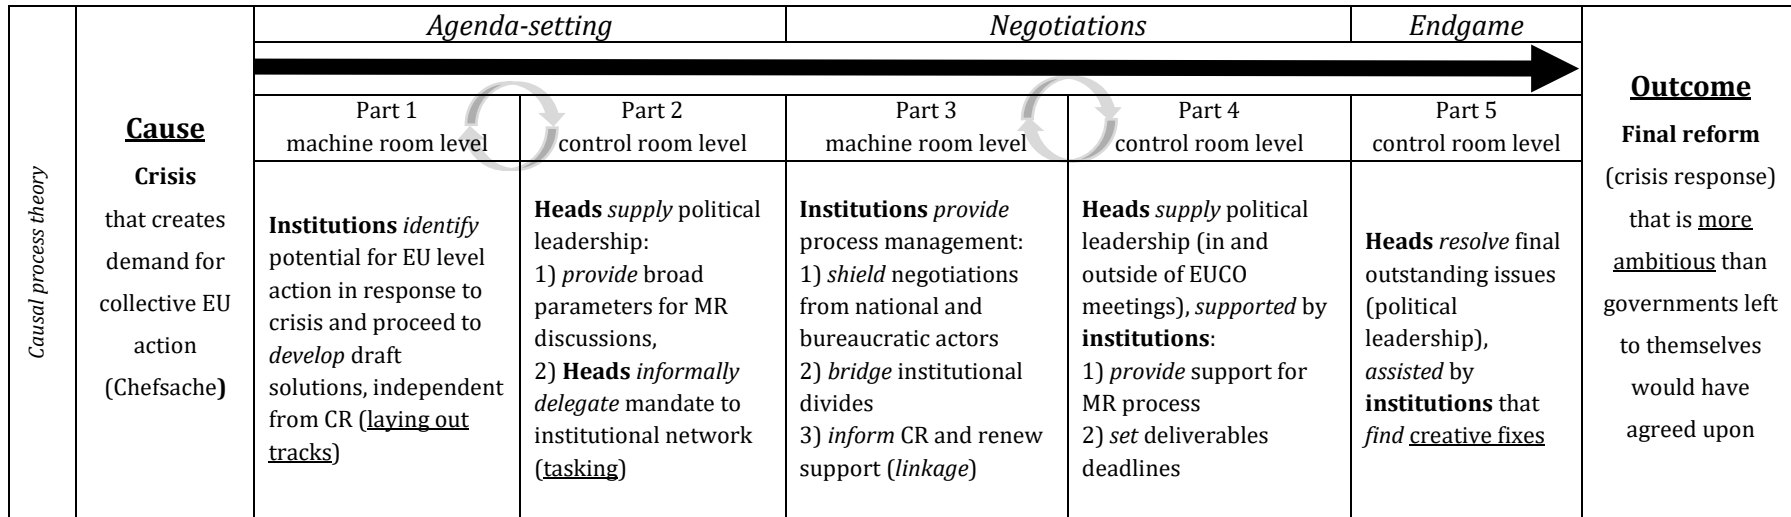 Causal process theory
Cause
Crisis
that creates
demand for
collective EU
action
(Chefsache)
Agenda-setting
Negotiations
Endgame
Part 1
machine room level
Part 2
control room level
Part 3
machine room level
Part 4
control room level
Part 5
control room level
Institutions identify
potential for EU level
action in response to
crisis and proceed to
develop draft
solutions, independent
from CR (laying out
tracks)
Heads supply political
leadership:
1) provide broad
parameters for MR
discussions,
2) Heads informally
delegate mandate to
institutional network
(tasking)
Institutions provide
process management:
1) shield negotiations
from national and
bureaucratic actors
2) bridge institutional
divides
3) inform CR and renew
support (linkage)
Heads supply political
leadership (in and
outside of EUCO
meetings), supported by
institutions:
1) provide support for
MR process
2) set deliverables
deadlines
Heads resolve final
outstanding issues
(political
leadership),
assisted by
institutions that
find creative fixes
Outcome
Final reform
(crisis response)
that is more
ambitious than
governments left
to themselves
would have
agreed upon